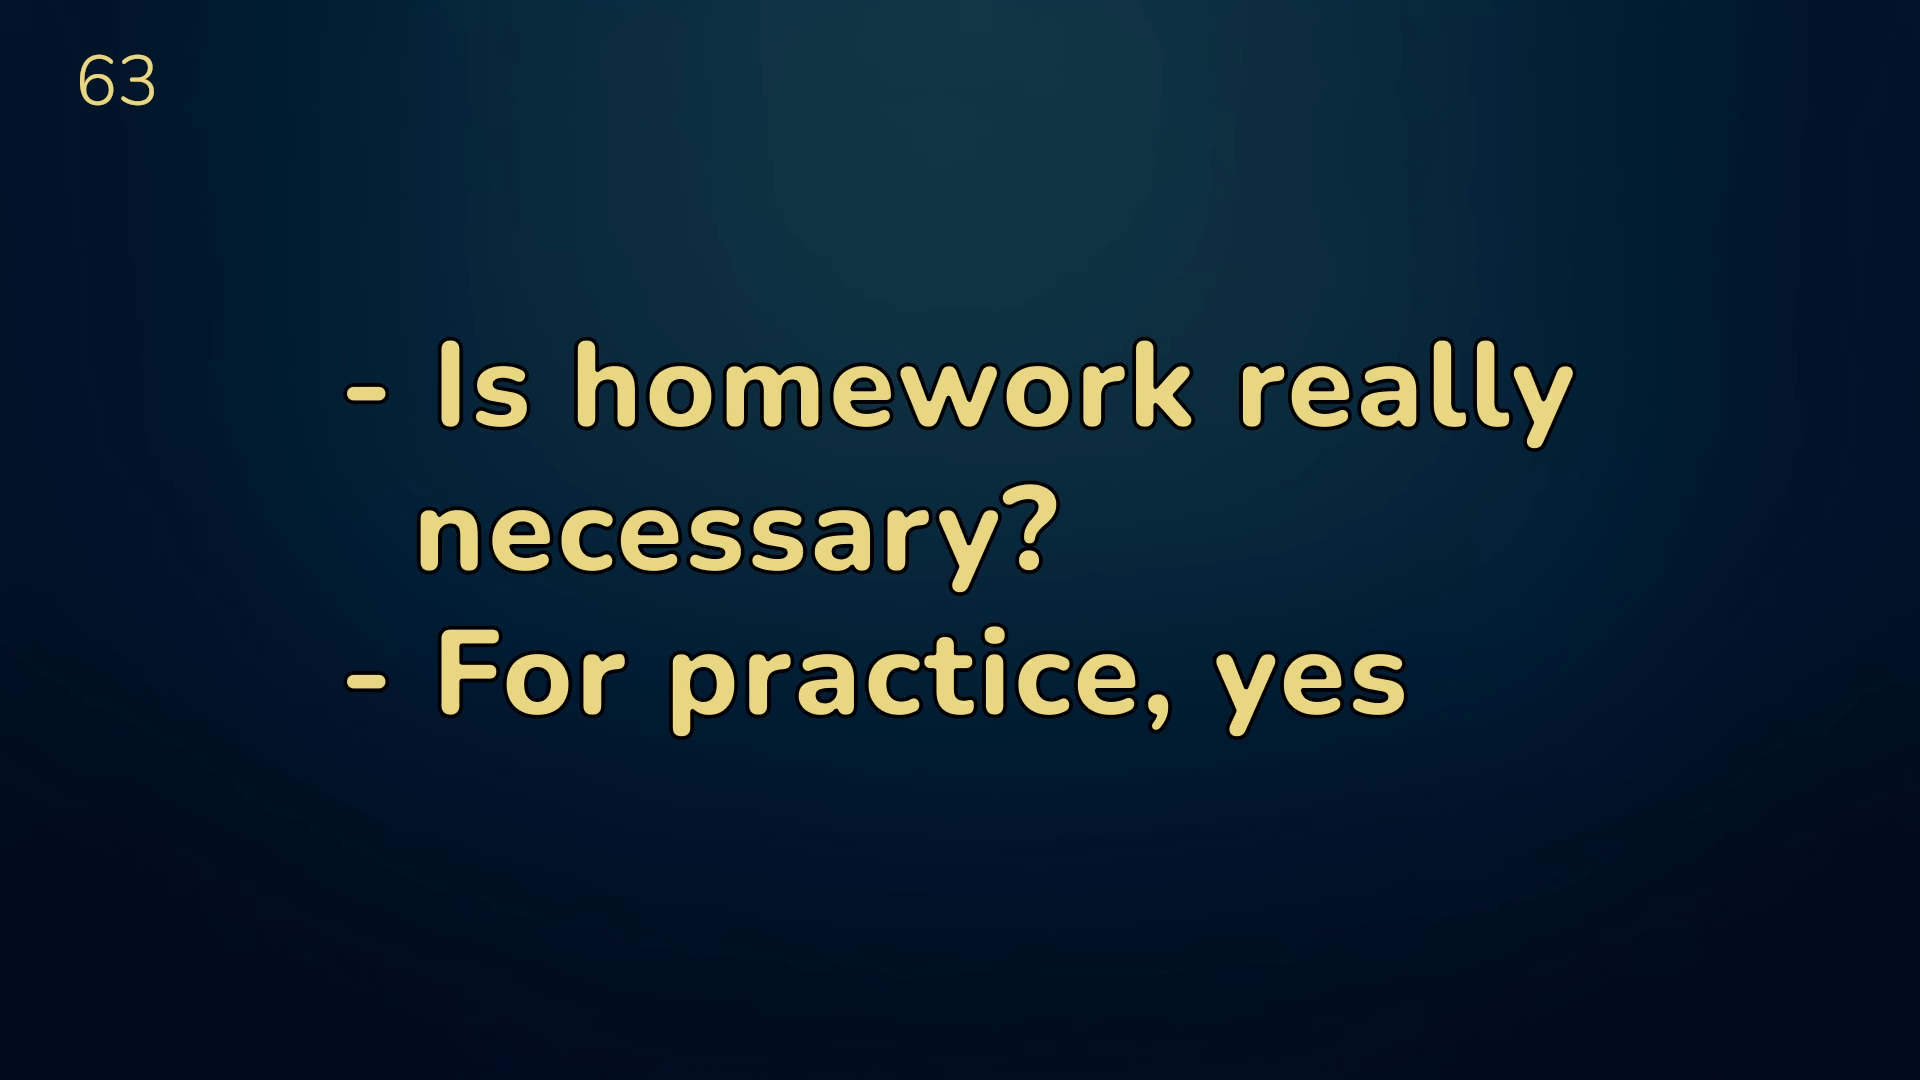 63
- Is homework really
necessary?
- For practice, yes